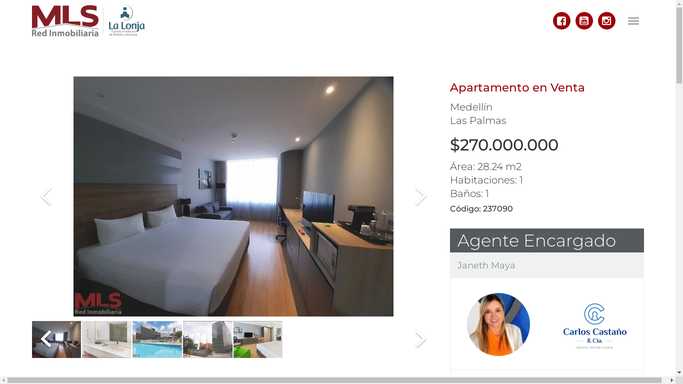 MLS
Red Inmobiliaria
La Lonja
Apartamento en Venta
Medellín
Las Palmas
$270.000.000
Área: 28.24 m2
Habitaciones: 1
Baños: 1
Código: 237090
Agente Encargado
Janeth Maya
MLS
Red Inmobiliaria
Carlos Castaño
& Cía.